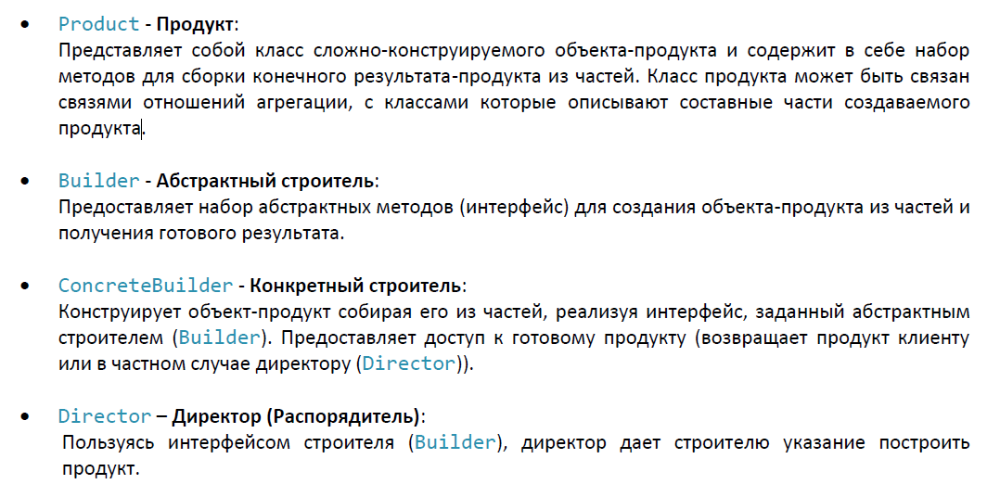 • Product - Продукт:
Представляет собой класс сложно-конструируемого объекта-продукта и содержит в себе набор
методов для сборки конечного результата-продукта из частей. Класс продукта может быть связан
связями отношений агрегации, с классами которые описывают составные части создаваемого
продукта.
• Builder - Абстрактный строитель:
Предоставляет набор абстрактных методов (интерфейс) для создания объекта-продукта из частей и
получения готового результата.
• ConcreteBuilder - Конкретный строитель:
Конструирует объект-продукт собирая его из частей, реализуя интерфейс, заданный абстрактным
строителем (Builder). Предоставляет доступ к готовому продукту (возвращает продукт клиенту
или в частном случае директору (Director)).
• Director – Директор (Распорядитель):
Пользуясь интерфейсом строителя (Builder), директор дает строителю указание построить
продукт.